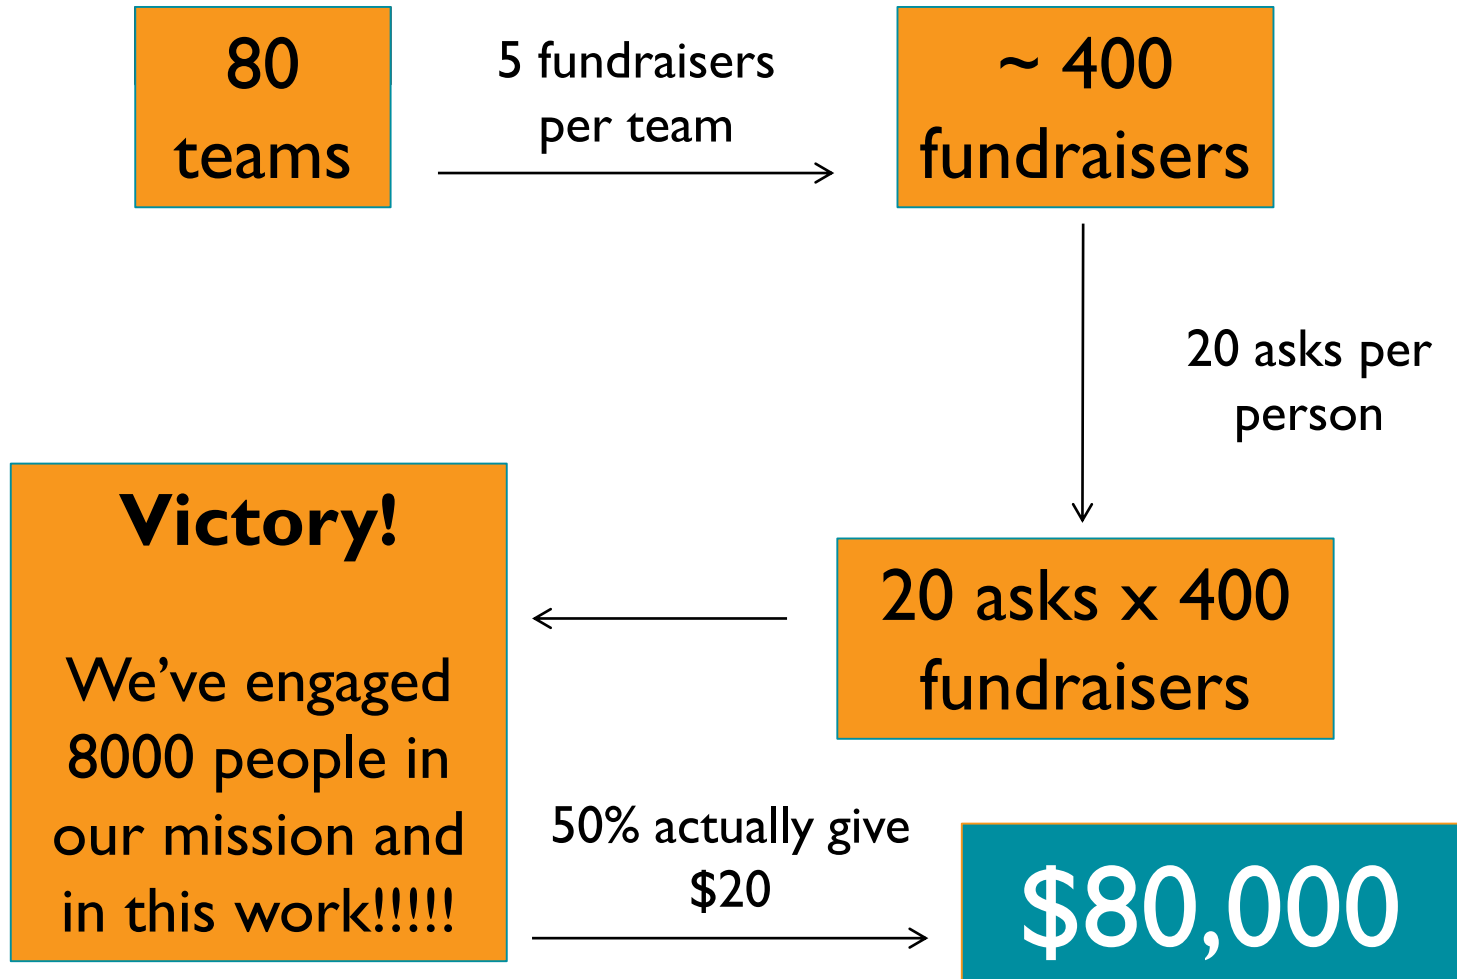 80
teams
5 fundraisers
per team
~ 400
fundraisers
20 asks per
person
20 asks x 400
fundraisers
Victory!
We’ve engaged
8000 people in
our mission and
in this work!!!!!
50% actually give
$20
$80,000